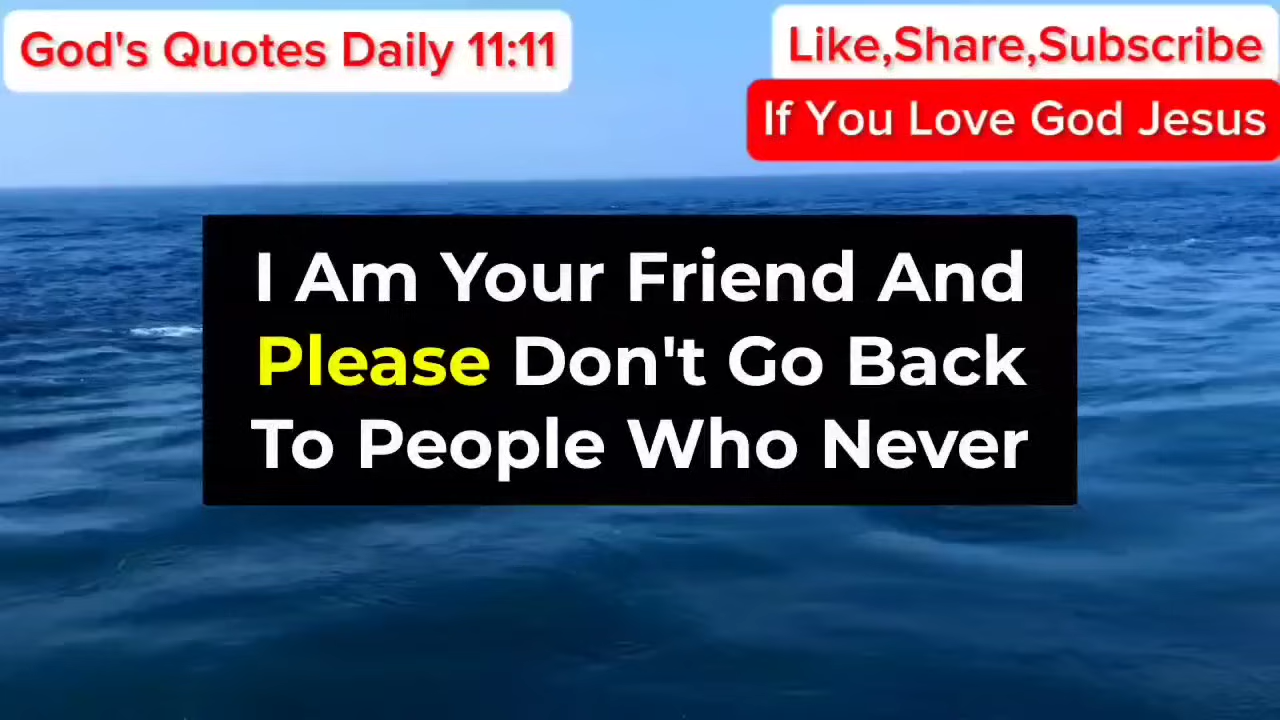 God's Quotes Daily 11:11
Like,Share,Subscribe
If You Love God Jesus
I Am Your Friend And
Please Don't Go Back
To People Who Never